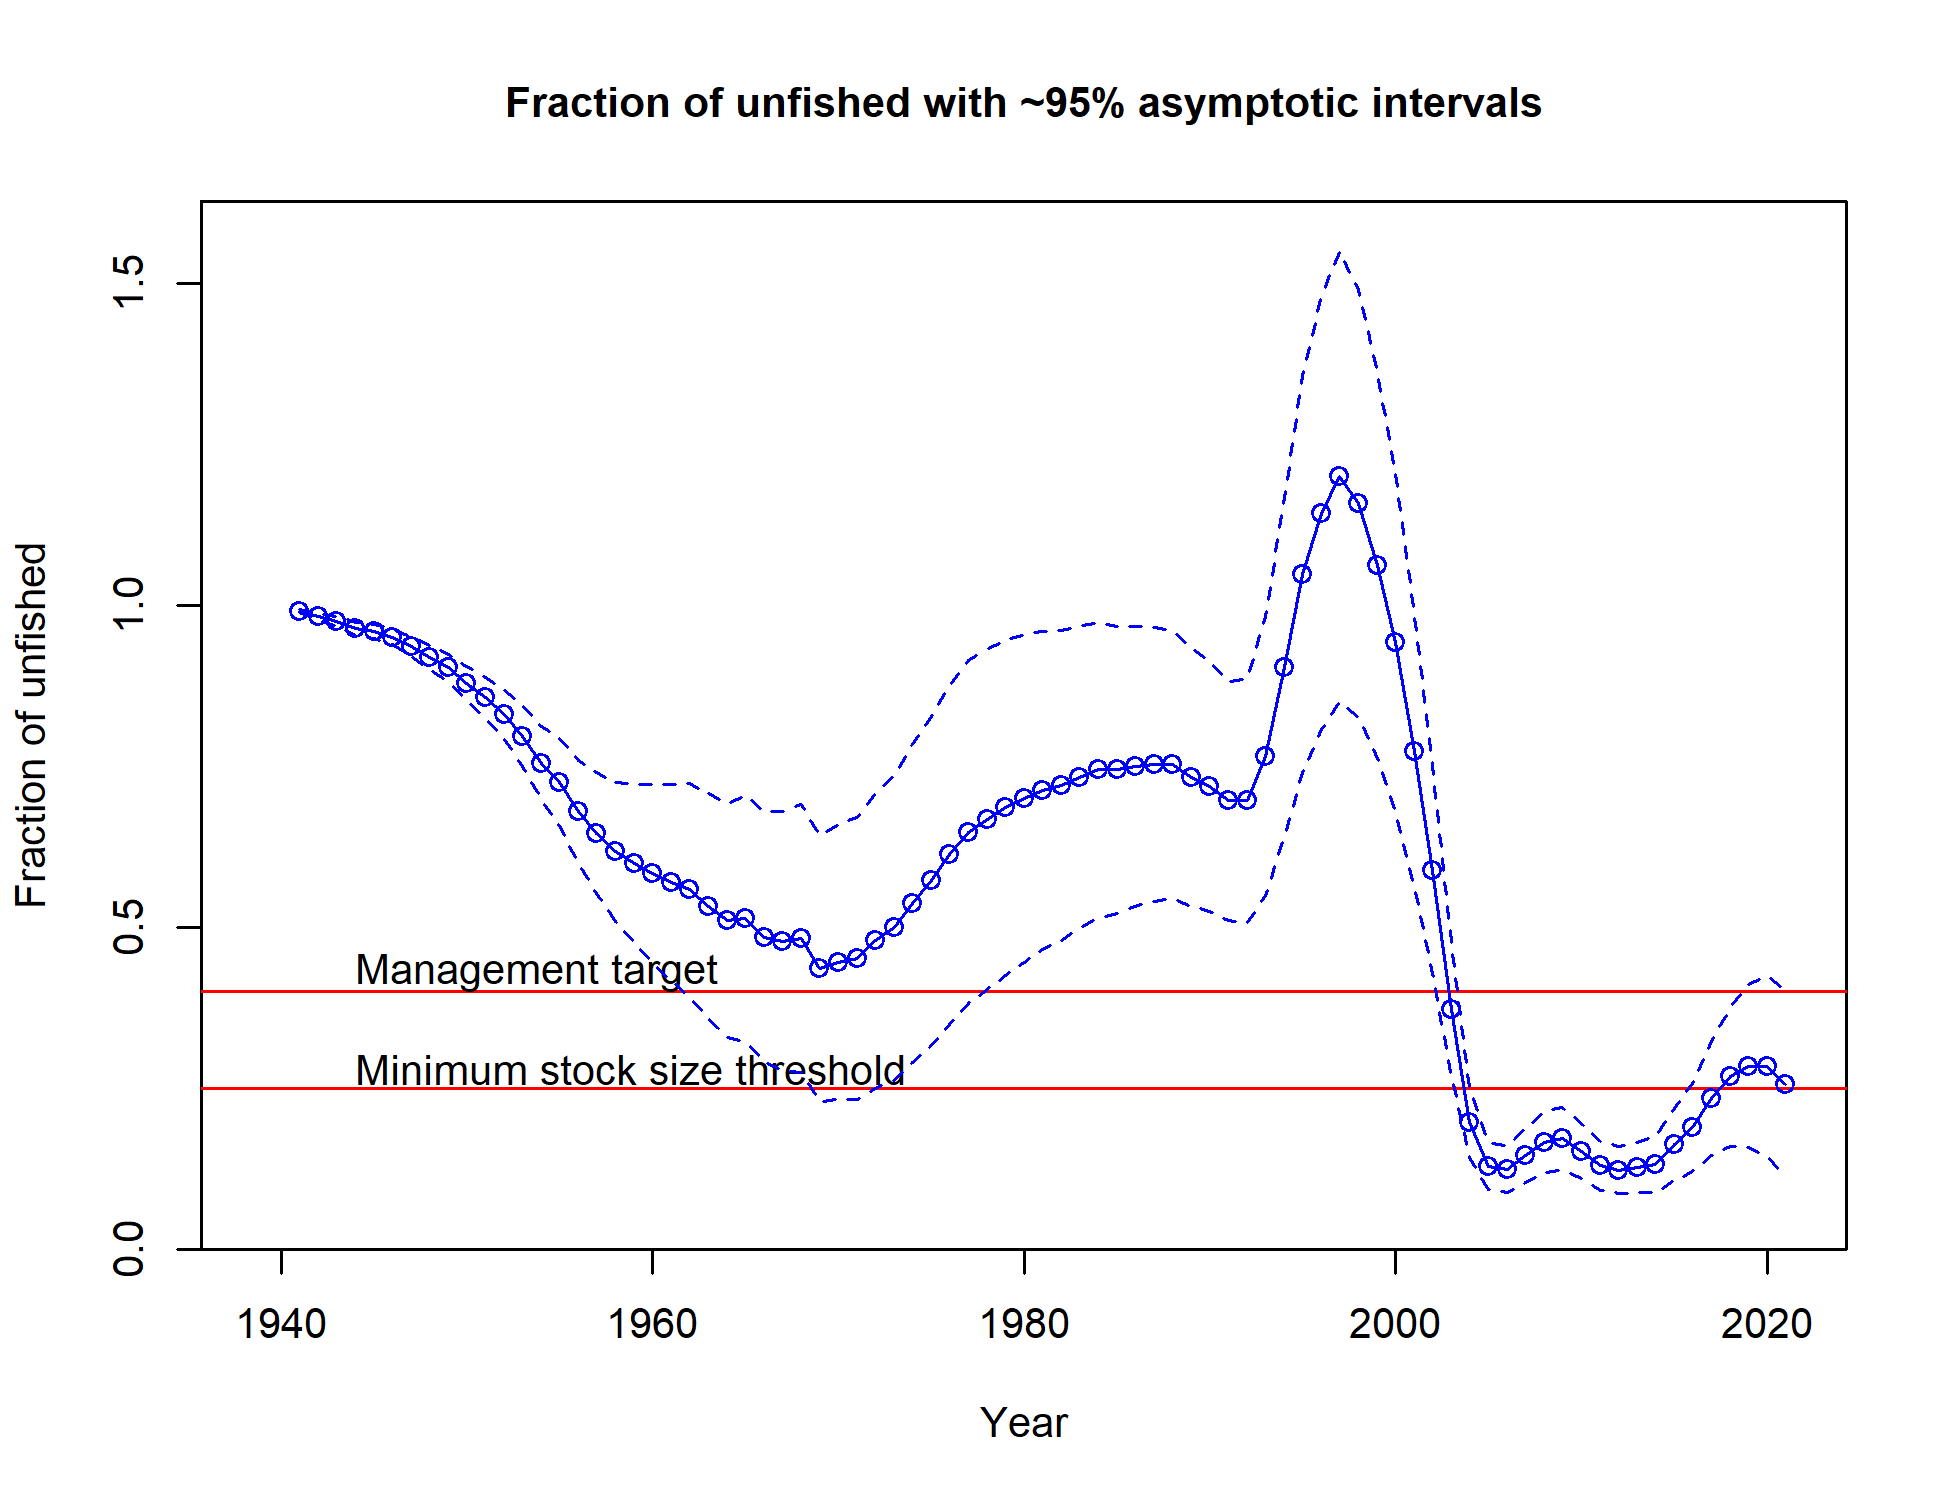 Fraction of unfished with ~95% asymptotic intervals
Fraction of unfished
1.5
1.0
0.5
0.0
Management target
Minimum stock size threshold
1940 1960 1980 2000 2020
Year